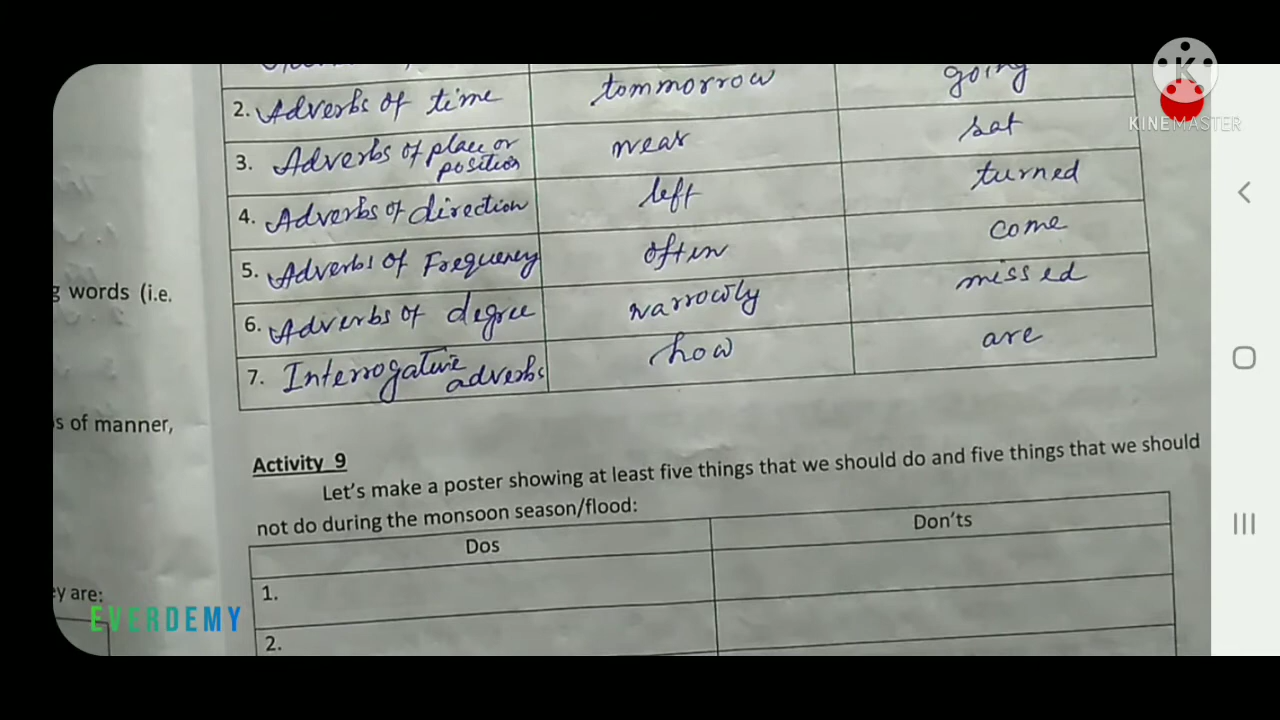 2. Adverbs of time tommorrow going
3. Adverbs of place or position near sat
4. Adverbs of direction left turned
5. Adverbs of Frequency often come
6. Adverbs of degree narrowly missed
7. Interrogative adverbs how are
g words (i.e.
s of manner,
Activity 9
Let's make a poster showing at least five things that we should do and five things that we should
not do during the monsoon season/flood:
Dos Don'ts
1.
2.
ey are:
EVERDEMY
K
KINEMASTER